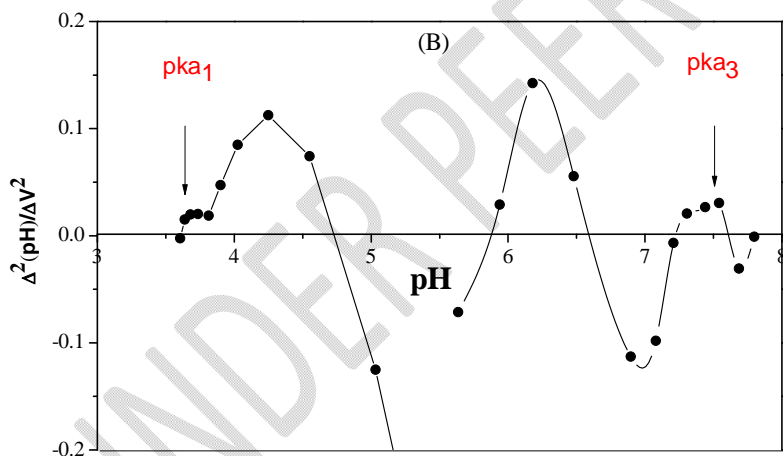 0.2
(B)
pka1
pka3
0.1
Δ²(pH)/ΔV²
0.0
3
4
5
6
7
8
pH
-0.1
-0.2
UNDER PEER